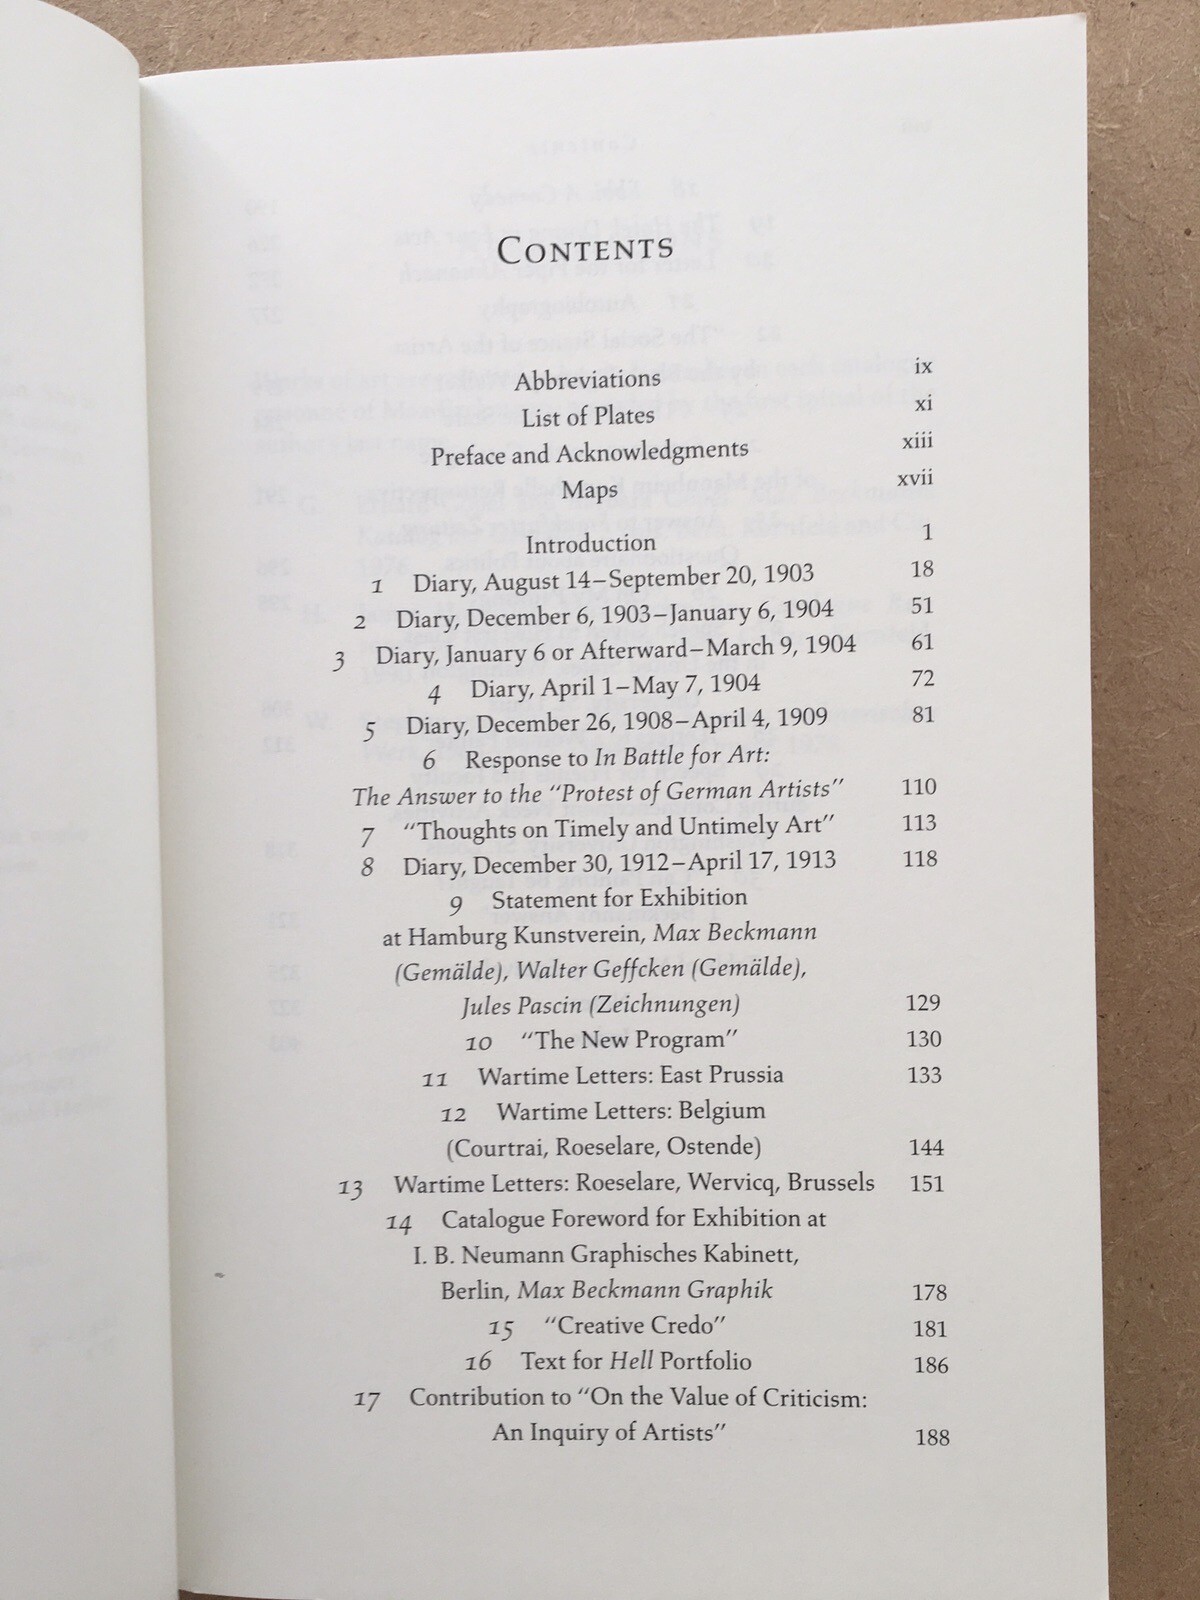 CONTENTS
Abbreviations ix
List of Plates xi
Preface and Acknowledgments xiii
Maps xvii
Introduction 1
1 Diary, August 14–September 20, 1903 18
2 Diary, December 6, 1903–January 6, 1904 51
3 Diary, January 6 or Afterward–March 9, 1904 61
4 Diary, April 1–May 7, 1904 72
5 Diary, December 26, 1908–April 4, 1909 81
6 Response to In Battle for Art:
The Answer to the “Protest of German Artists” 110
7 “Thoughts on Timely and Untimely Art” 113
8 Diary, December 30, 1912–April 17, 1913 118
9 Statement for Exhibition
at Hamburg Kunstverein, Max Beckmann
(Gemälde), Walter Geffcken (Gemälde),
Jules Pascin (Zeichnungen) 129
10 “The New Program” 130
11 Wartime Letters: East Prussia 133
12 Wartime Letters: Belgium
(Courtrai, Roeselare, Ostende) 144
13 Wartime Letters: Roeselare, Wervicq, Brussels 151
14 Catalogue Foreword for Exhibition at
I. B. Neumann Graphisches Kabinett,
Berlin, Max Beckmann Graphik 178
15 “Creative Credo” 181
16 Text for Hell Portfolio 186
17 Contribution to “On the Value of Criticism:
An Inquiry of Artists” 188